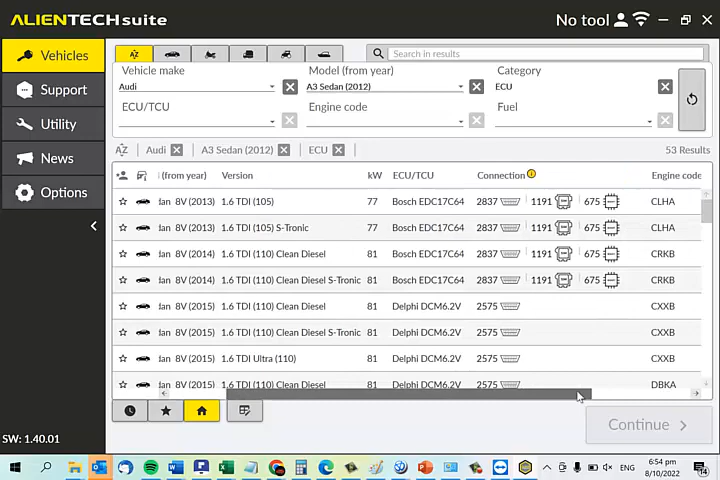 ALIENTECH suite
No tool
Vehicles
Support
Utility
News
Options
SW: 1.40.01
Search in results
Vehicle make
Model (from year)
Category
Audi
A3 Sedan (2012)
ECU
ECU/TCU
Engine code
Fuel
Audi
A3 Sedan (2012)
ECU
53 Results
(from year) Version kW ECU/TCU Connection Engine code
8V (2013) 1.6 TDI (105) 77 Bosch EDC17C64 2837 1191 675 CLHA
8V (2013) 1.6 TDI (105) S-Tronic 77 Bosch EDC17C64 2837 1191 675 CLHA
8V (2014) 1.6 TDI (110) Clean Diesel 81 Bosch EDC17C64 2837 1191 675 CRKB
8V (2014) 1.6 TDI (110) Clean Diesel S-Tronic 81 Bosch EDC17C64 2837 1191 675 CRKB
8V (2015) 1.6 TDI (110) Clean Diesel 81 Delphi DCM6.2V 2575 CXXB
8V (2015) 1.6 TDI (110) Clean Diesel S-Tronic 81 Delphi DCM6.2V 2575 CXXB
8V (2015) 1.6 TDI Ultra (110) 81 Delphi DCM6.2V 2575 CXXB
8V (2015) 1.6 TDI (110) Clean Diesel 81 Delphi DCM6.2V 2575 DBKA
Continue
ENG
6:54 pm
8/10/2022